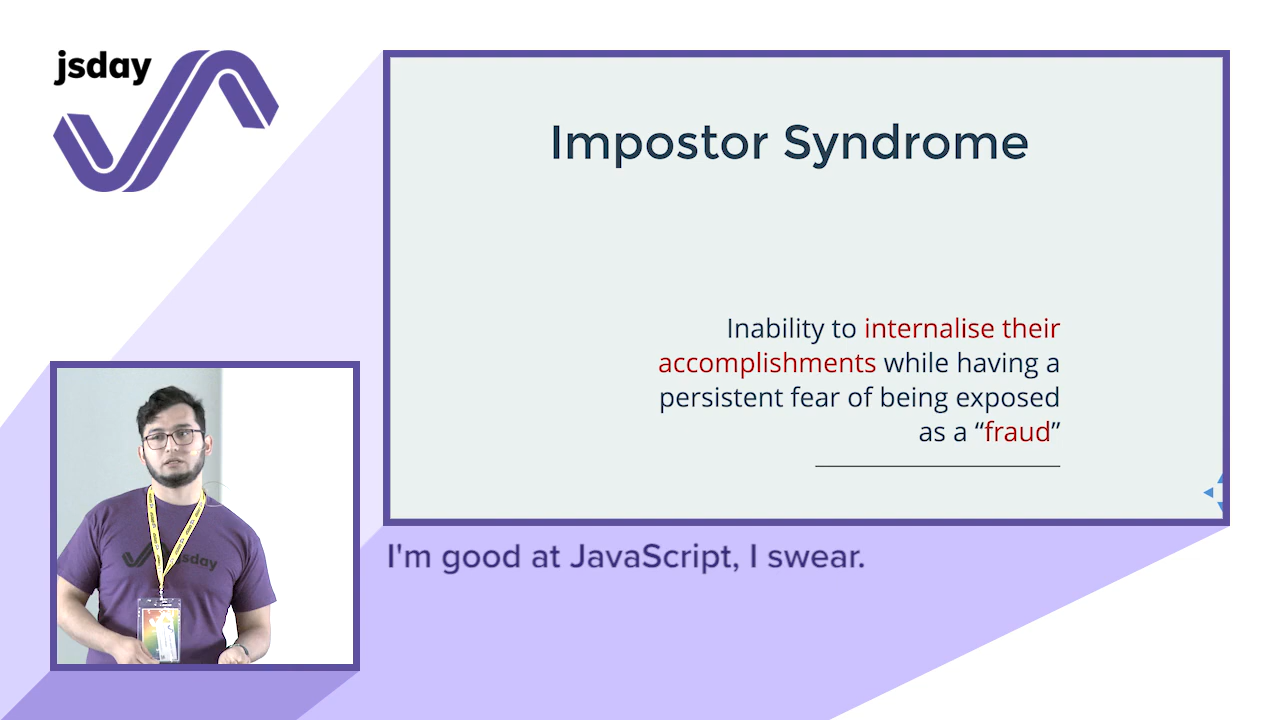 jsday
Impostor Syndrome
Inability to internalise their
accomplishments while having a
persistent fear of being exposed
as a “fraud”
I'm good at JavaScript, I swear.
jsday